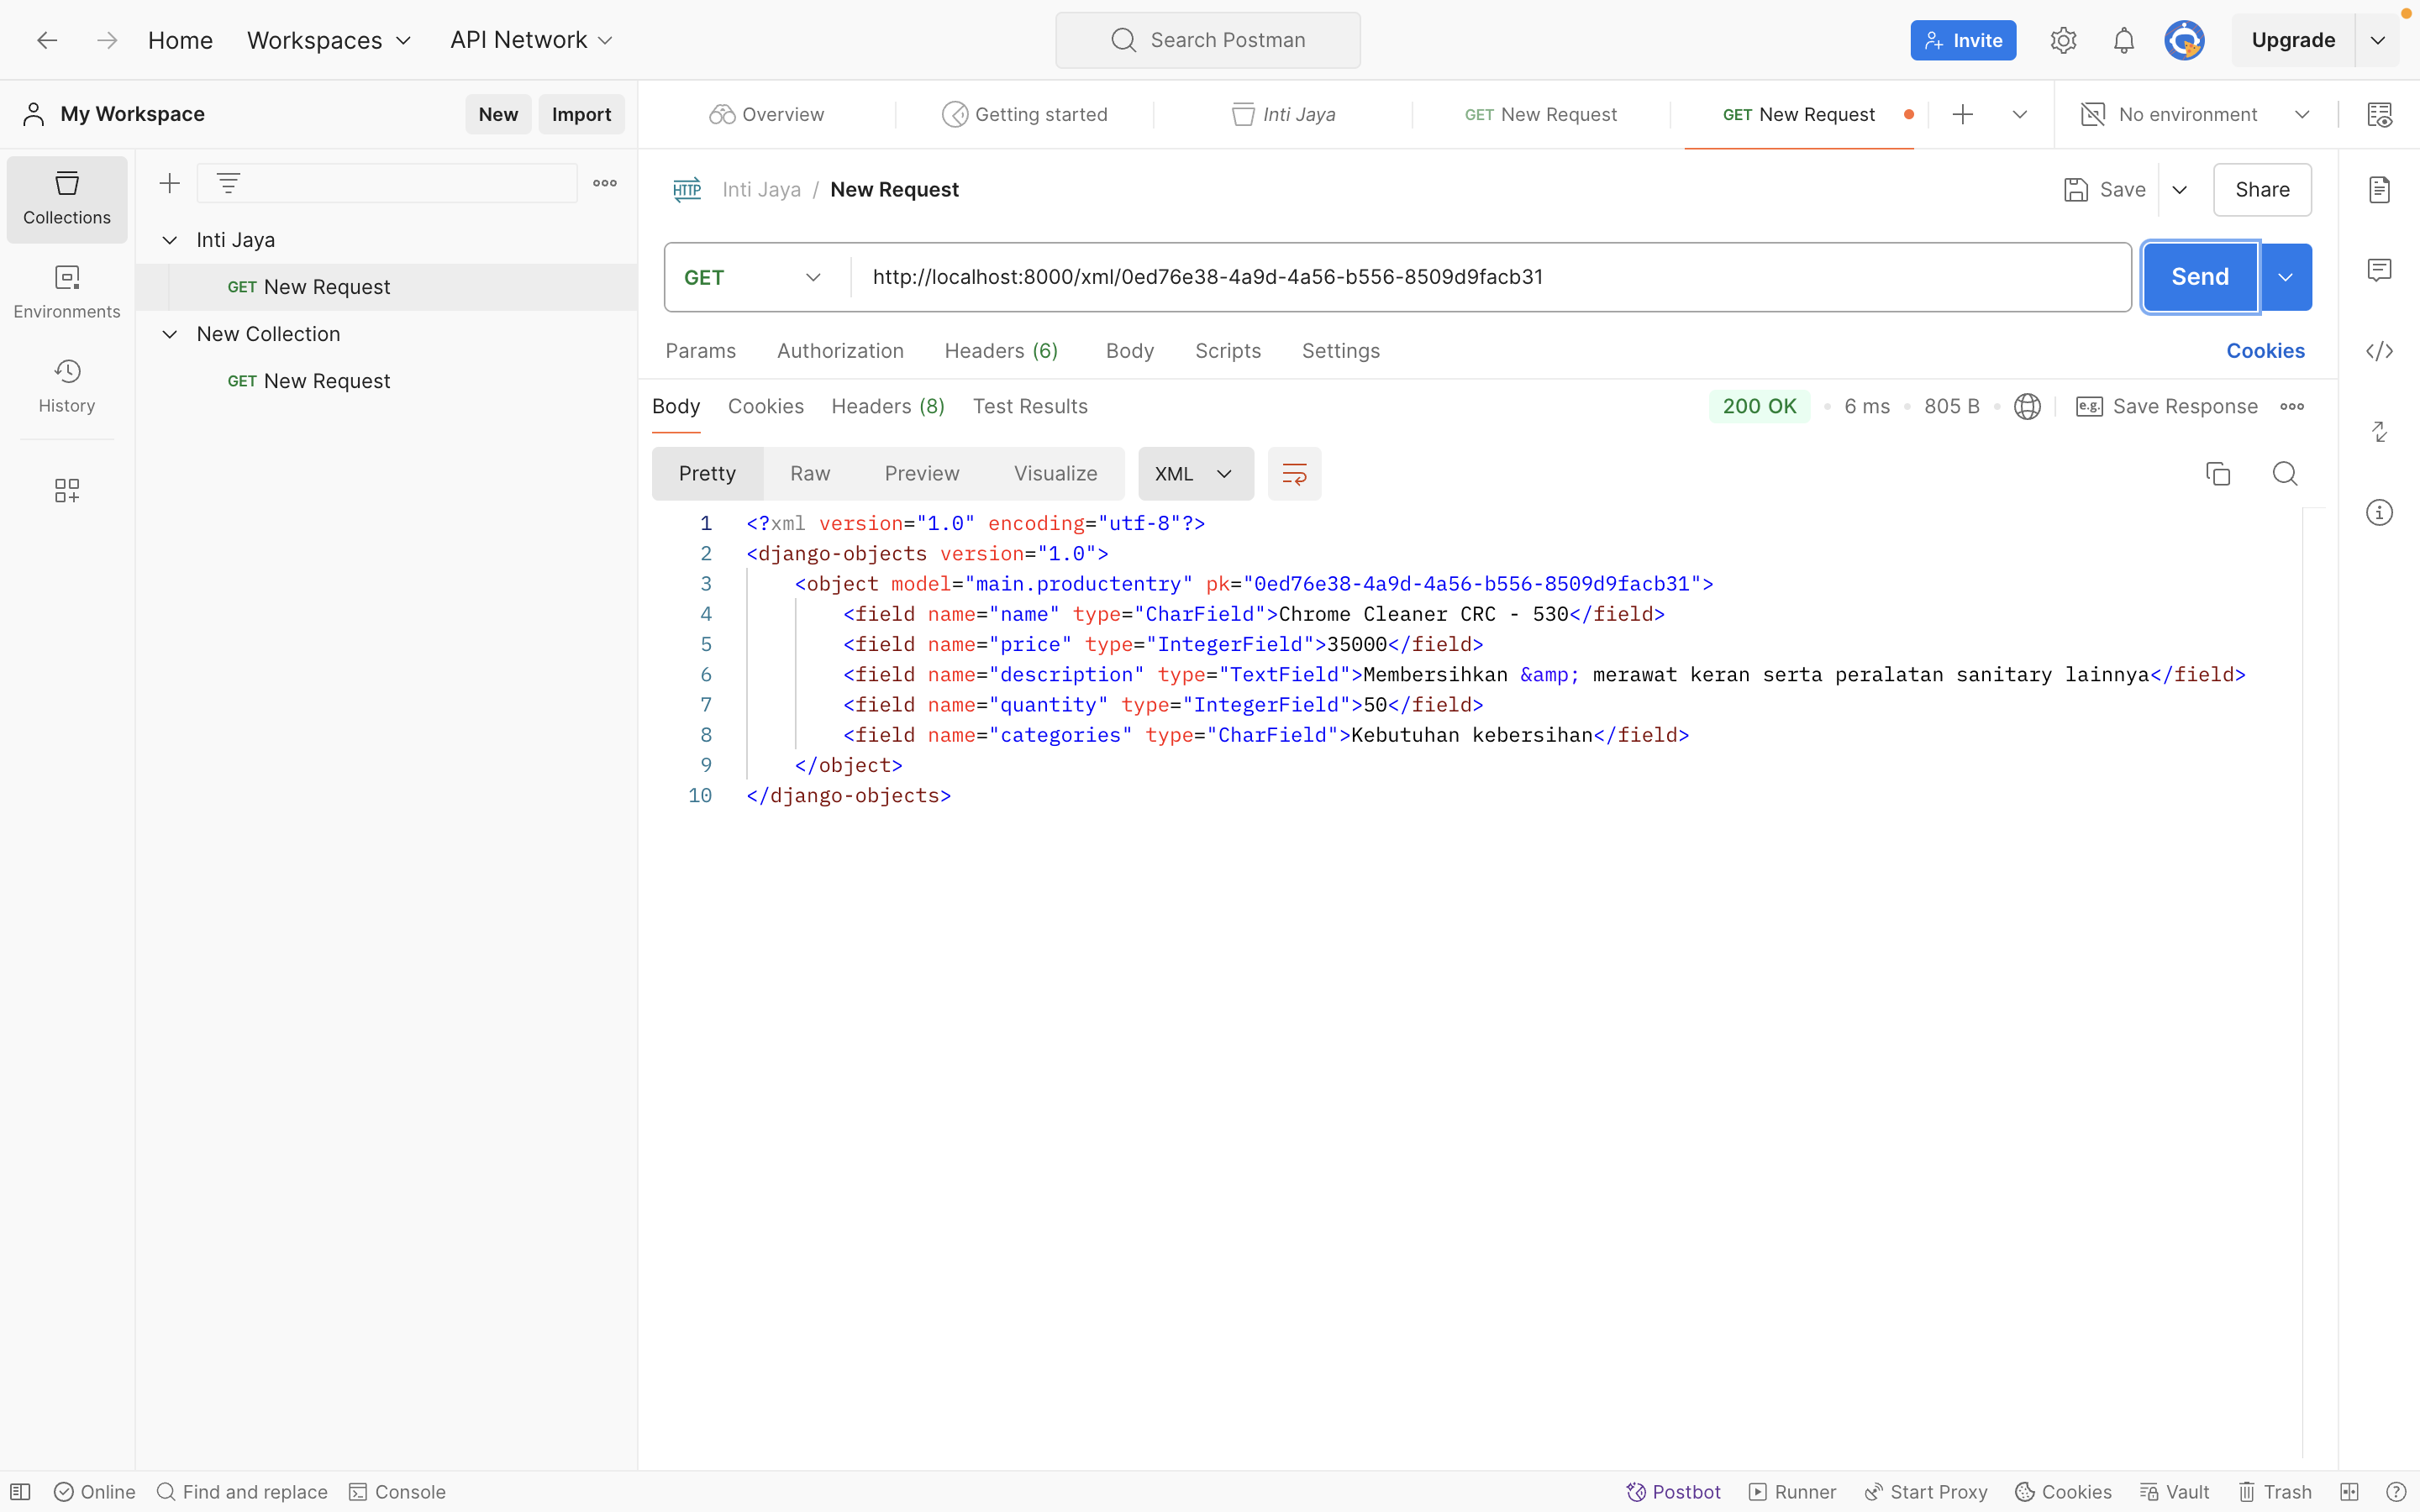 Home Workspaces API Network Search Postman Invite Upgrade
My Workspace New Import
Overview Getting started Inti Jaya GET New Request GET New Request No environment
Collections
Environments
History
Inti Jaya
GET New Request
New Collection
GET New Request
HTTP Inti Jaya / New Request Save Share
GET http://localhost:8000/xml/0ed76e38-4a9d-4a56-b556-8509d9facb31 Send
Params Authorization Headers (6) Body Scripts Settings Cookies
Body Cookies Headers (8) Test Results 200 OK 6 ms 805 B e.g. Save Response
Pretty Raw Preview Visualize XML
1 <?xml version="1.0" encoding="utf-8"?>
2 <django-objects version="1.0">
3 <object model="main.productentry" pk="0ed76e38-4a9d-4a56-b556-8509d9facb31">
4 <field name="name" type="CharField">Chrome Cleaner CRC - 530</field>
5 <field name="price" type="IntegerField">35000</field>
6 <field name="description" type="TextField">Membersihkan &amp; merawat keran serta peralatan sanitary lainnya</field>
7 <field name="quantity" type="IntegerField">50</field>
8 <field name="categories" type="CharField">Kebutuhan kebersihan</field>
9 </object>
10 </django-objects>
Online Find and replace Console Postbot Runner Start Proxy Cookies Vault Trash